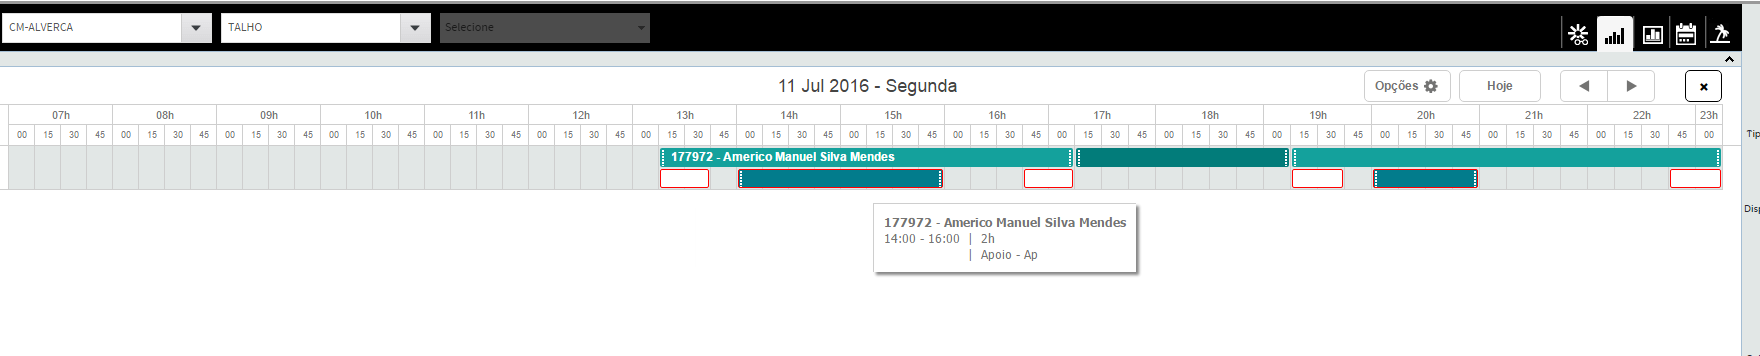 CM-ALVERCA TALHO Selecione
11 Jul 2016 - Segunda Opções Hoje
07h 08h 09h 10h 11h 12h 13h 14h 15h 16h 17h 18h 19h 20h 21h 22h 23h
00 15 30 45 00 15 30 45 00 15 30 45 00 15 30 45 00 15 30 45 00 15 30 45 00 15 30 45 00 15 30 45 00 15 30 45 00 15 30 45 00 15 30 45 00 15 30 45 00 15 30 45 00 15 30 45 00 15 30 45 00 15 30 45 00
Tip
177972 - Americo Manuel Silva Mendes
Disp
177972 - Americo Manuel Silva Mendes
14:00 - 16:00 | 2h
| Apoio - Ap